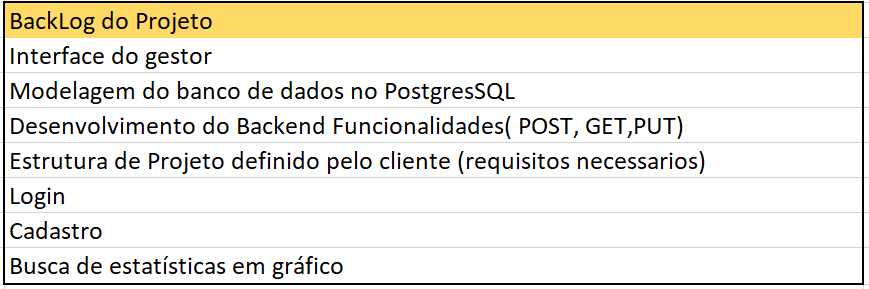 BackLog do Projeto
Interface do gestor
Modelagem do banco de dados no PostgresSQL
Desenvolvimento do Backend Funcionalidades( POST, GET,PUT)
Estrutura de Projeto definido pelo cliente (requisitos necessarios)
Login
Cadastro
Busca de estatísticas em gráfico